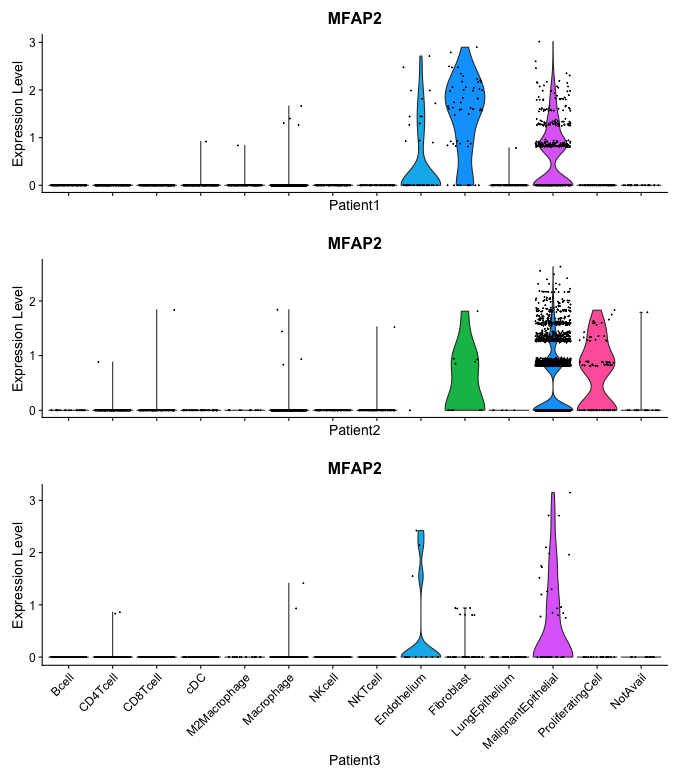 MFAP2
Expression Level
3
2
1
0
Patient1
MFAP2
Expression Level
2
1
0
Patient2
MFAP2
Expression Level
3
2
1
0
Bcell
CD4Tcell
CD8Tcell
cDC
M2Macrophage
Macrophage
NKcell
NKTcell
Endothelium
Fibroblast
LungEpithelium
MalignantEpithelial
ProliferatingCell
NotAvail
Patient3